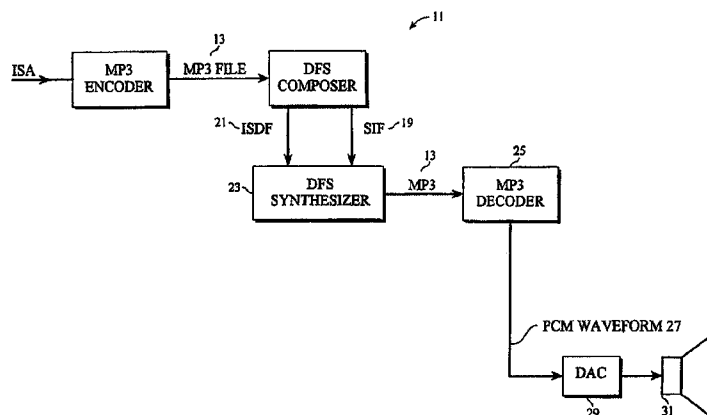 11
ISA
MP3
ENCODER
13
MP3 FILE
DFS
COMPOSER
21
ISDF
SIF
19
23
DFS
SYNTHESIZER
13
MP3
25
MP3
DECODER
PCM WAVEFORM 27
DAC
29
31